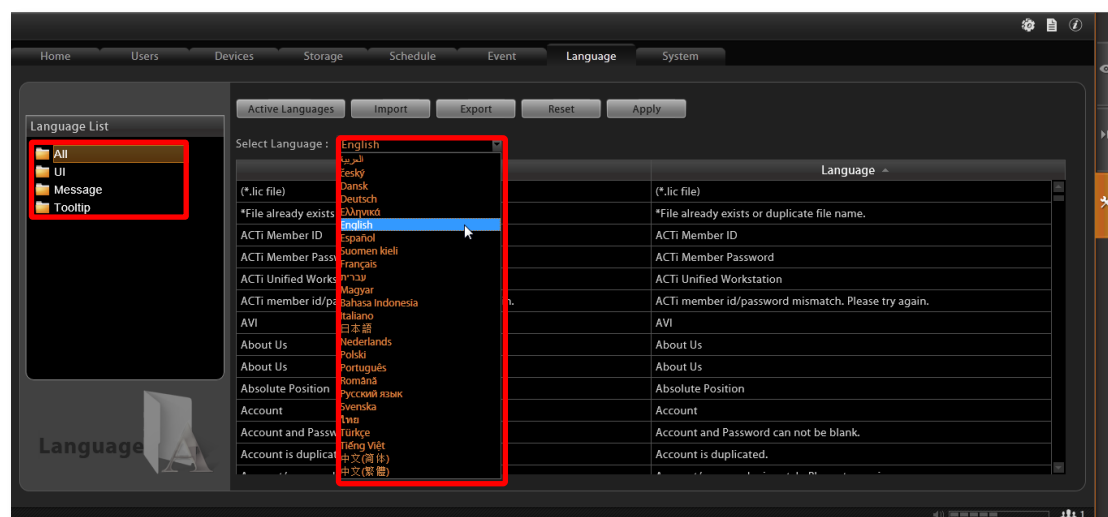 Home Users Devices Storage Schedule Event Language System
Active Languages Import Export Reset Apply
Language List
All
UI
Message
Tooltip
Language
Select Language : English
العربية
Český
Dansk
Deutsch
Ελληνικά
English
Español
Suomen kieli
Français
עברית
Magyar
Bahasa Indonesia
Italiano
日本語
Nederlands
Polski
Português
Română
Русский язык
Svenska
ไทย
Türkçe
Tiếng Việt
中文(简体)
中文(繁體)
Language
(*.lic file) (*.lic file)
*File already exists *File already exists or duplicate file name.
ACTi Member ID ACTi Member ID
ACTi Member Pass ACTi Member Password
ACTi Unified Works ACTi Unified Workstation
ACTi member id/pa n. ACTi member id/password mismatch. Please try again.
AVI AVI
About Us About Us
About Us About Us
Absolute Position Absolute Position
Account Account
Account and Passw Account and Password can not be blank.
Account is duplicat Account is duplicated.
1